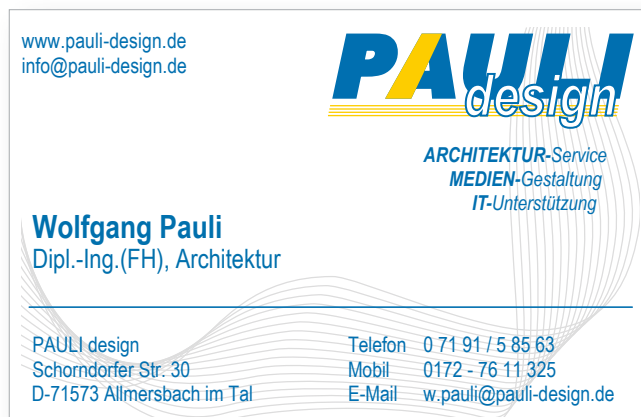 www.pauli-design.de
info@pauli-design.de
PAULI
design
ARCHITEKTUR-Service
MEDIEN-Gestaltung
IT-Unterstützung
Wolfgang Pauli
Dipl.-Ing.(FH), Architektur
PAULI design
Schorndorfer Str. 30
D-71573 Allmersbach im Tal
Telefon 0 71 91 / 5 85 63
Mobil 0172 - 76 11 325
E-Mail w.pauli@pauli-design.de